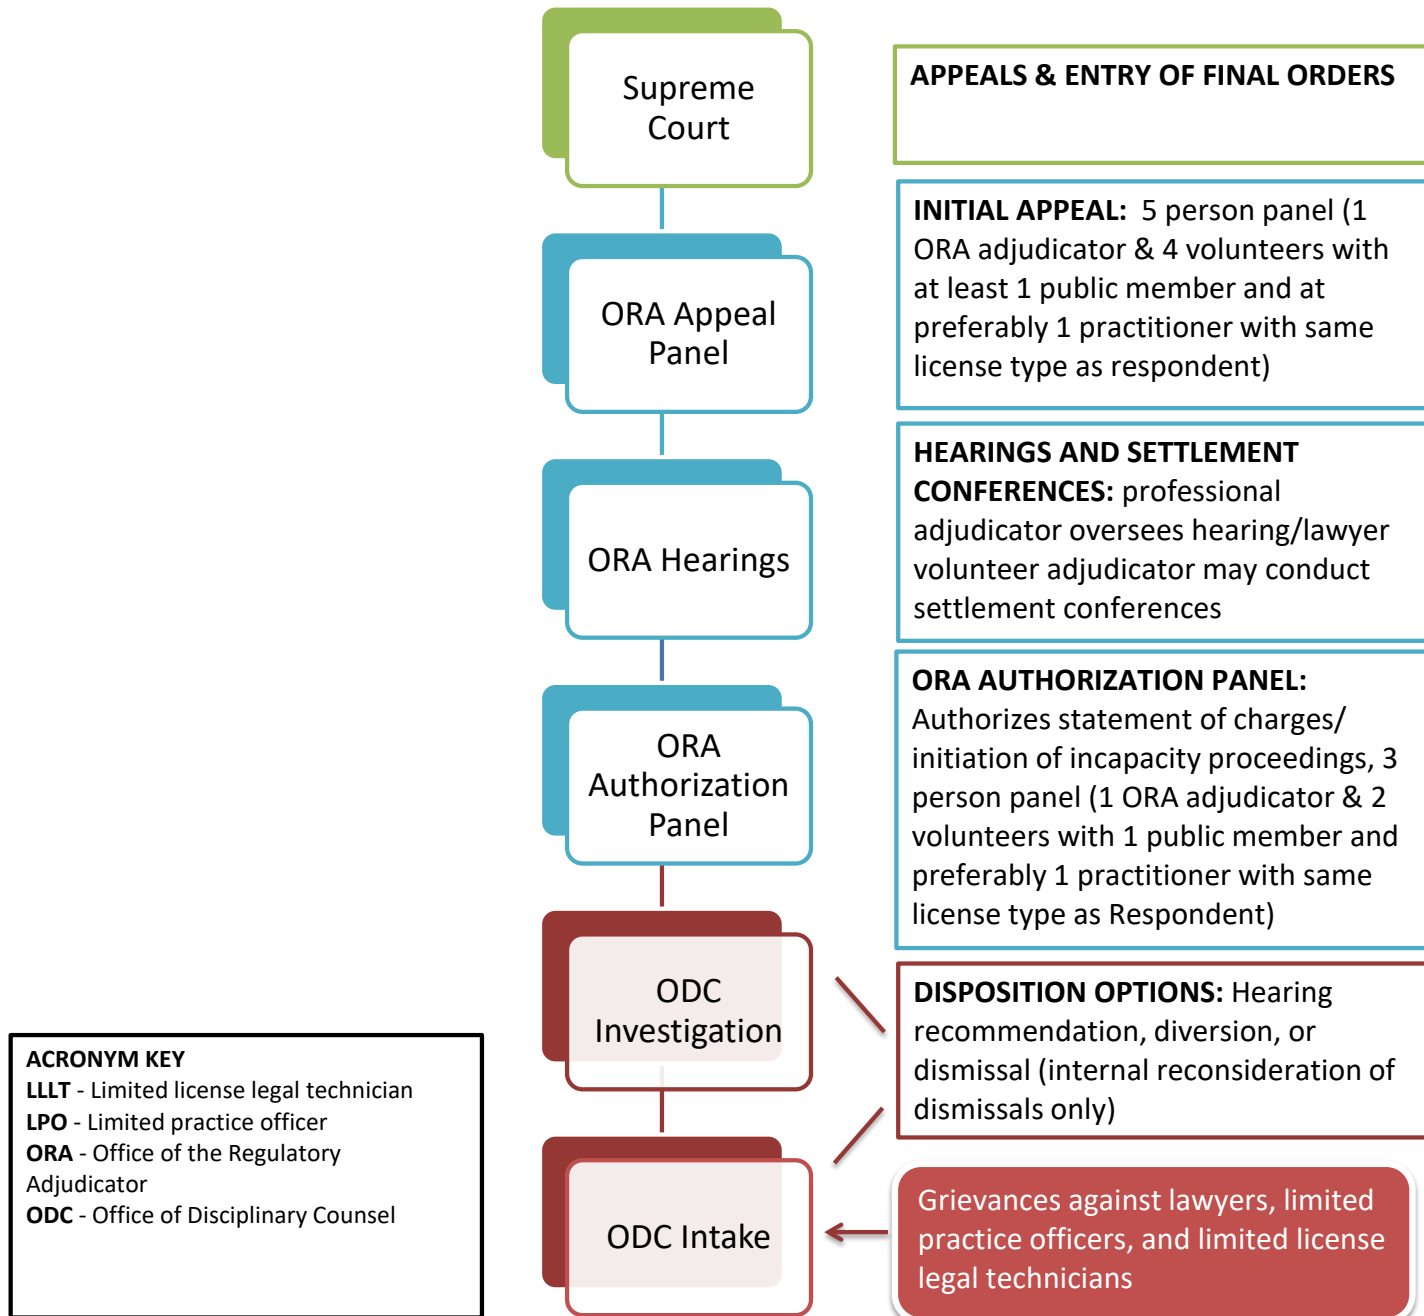 Supreme
Court
APPEALS & ENTRY OF FINAL ORDERS
ORA Appeal
Panel
INITIAL APPEAL: 5 person panel (1
ORA adjudicator & 4 volunteers with
at least 1 public member and at
preferably 1 practitioner with same
license type as respondent)
ORA Hearings
HEARINGS AND SETTLEMENT
CONFERENCES: professional
adjudicator oversees hearing/lawyer
volunteer adjudicator may conduct
settlement conferences
ORA
Authorization
Panel
ORA AUTHORIZATION PANEL:
Authorizes statement of charges/
initiation of incapacity proceedings, 3
person panel (1 ORA adjudicator & 2
volunteers with 1 public member and
preferably 1 practitioner with same
license type as Respondent)
ODC
Investigation
DISPOSITION OPTIONS: Hearing
recommendation, diversion, or
dismissal (internal reconsideration of
dismissals only)
ACRONYM KEY
LLLT - Limited license legal technician
LPO - Limited practice officer
ORA - Office of the Regulatory
Adjudicator
ODC - Office of Disciplinary Counsel
ODC Intake
Grievances against lawyers, limited
practice officers, and limited license
legal technicians